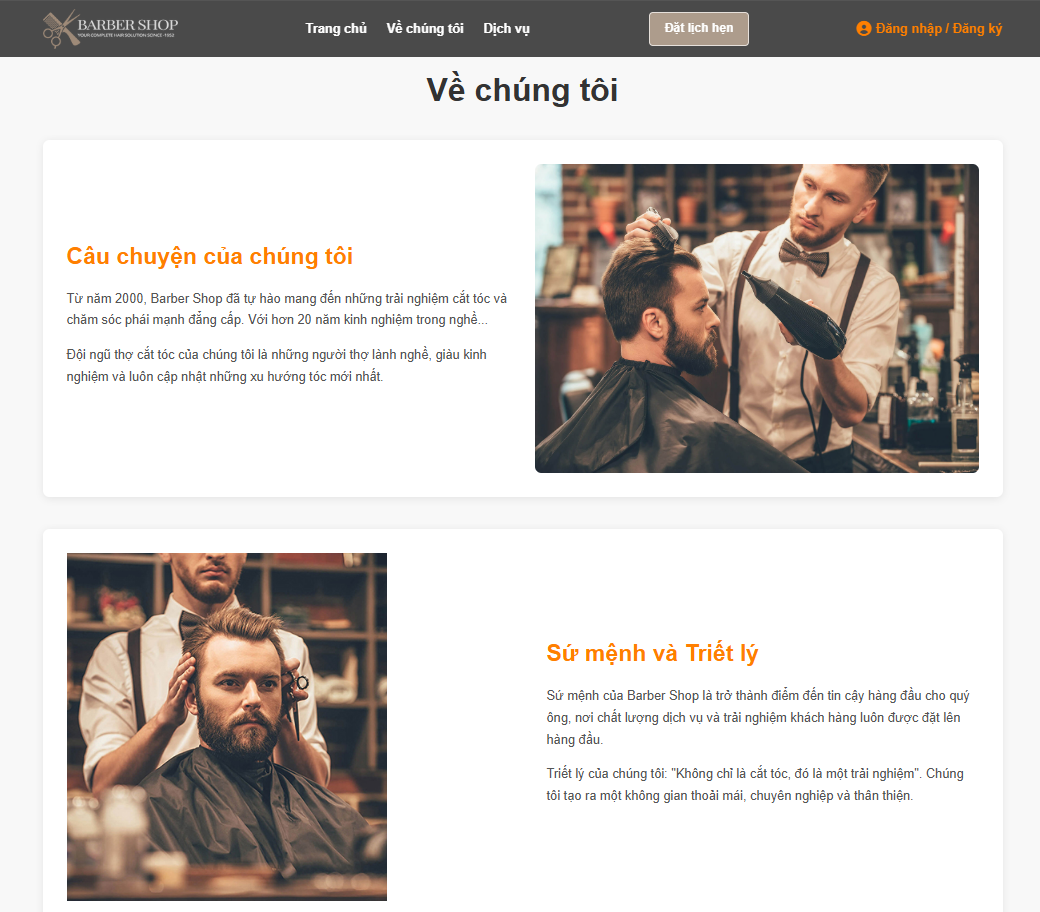 BARBER SHOP
YOUR COMPLETE HAIR SOLUTION SCINCE -1992
Trang chủ
Về chúng tôi
Dịch vụ
Đặt lịch hẹn
Đăng nhập / Đăng ký
Về chúng tôi
Câu chuyện của chúng tôi
Từ năm 2000, Barber Shop đã tự hào mang đến những trải nghiệm cắt tóc và
chăm sóc phái mạnh đẳng cấp. Với hơn 20 năm kinh nghiệm trong nghề...
Đội ngũ thợ cắt tóc của chúng tôi là những người thợ lành nghề, giàu kinh
nghiệm và luôn cập nhật những xu hướng tóc mới nhất.
Sứ mệnh và Triết lý
Sứ mệnh của Barber Shop là trở thành điểm đến tin cậy hàng đầu cho quý
ông, nơi chất lượng dịch vụ và trải nghiệm khách hàng luôn được đặt lên
hàng đầu.
Triết lý của chúng tôi: "Không chỉ là cắt tóc, đó là một trải nghiệm". Chúng
tôi tạo ra một không gian thoải mái, chuyên nghiệp và thân thiện.